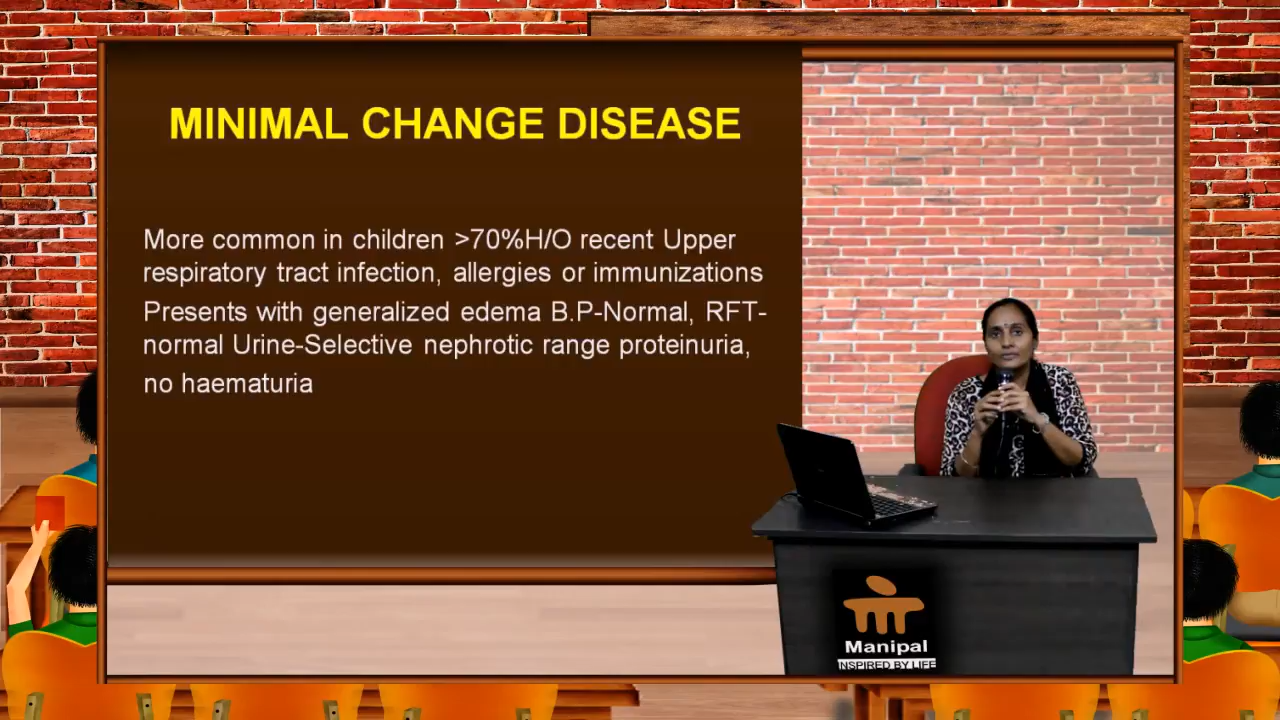 MINIMAL CHANGE DISEASE
More common in children >70%H/O recent Upper
respiratory tract infection, allergies or immunizations
Presents with generalized edema B.P-Normal, RFT-
normal Urine-Selective nephrotic range proteinuria,
no haematuria
Manipal
INSPIRED BY LIFE